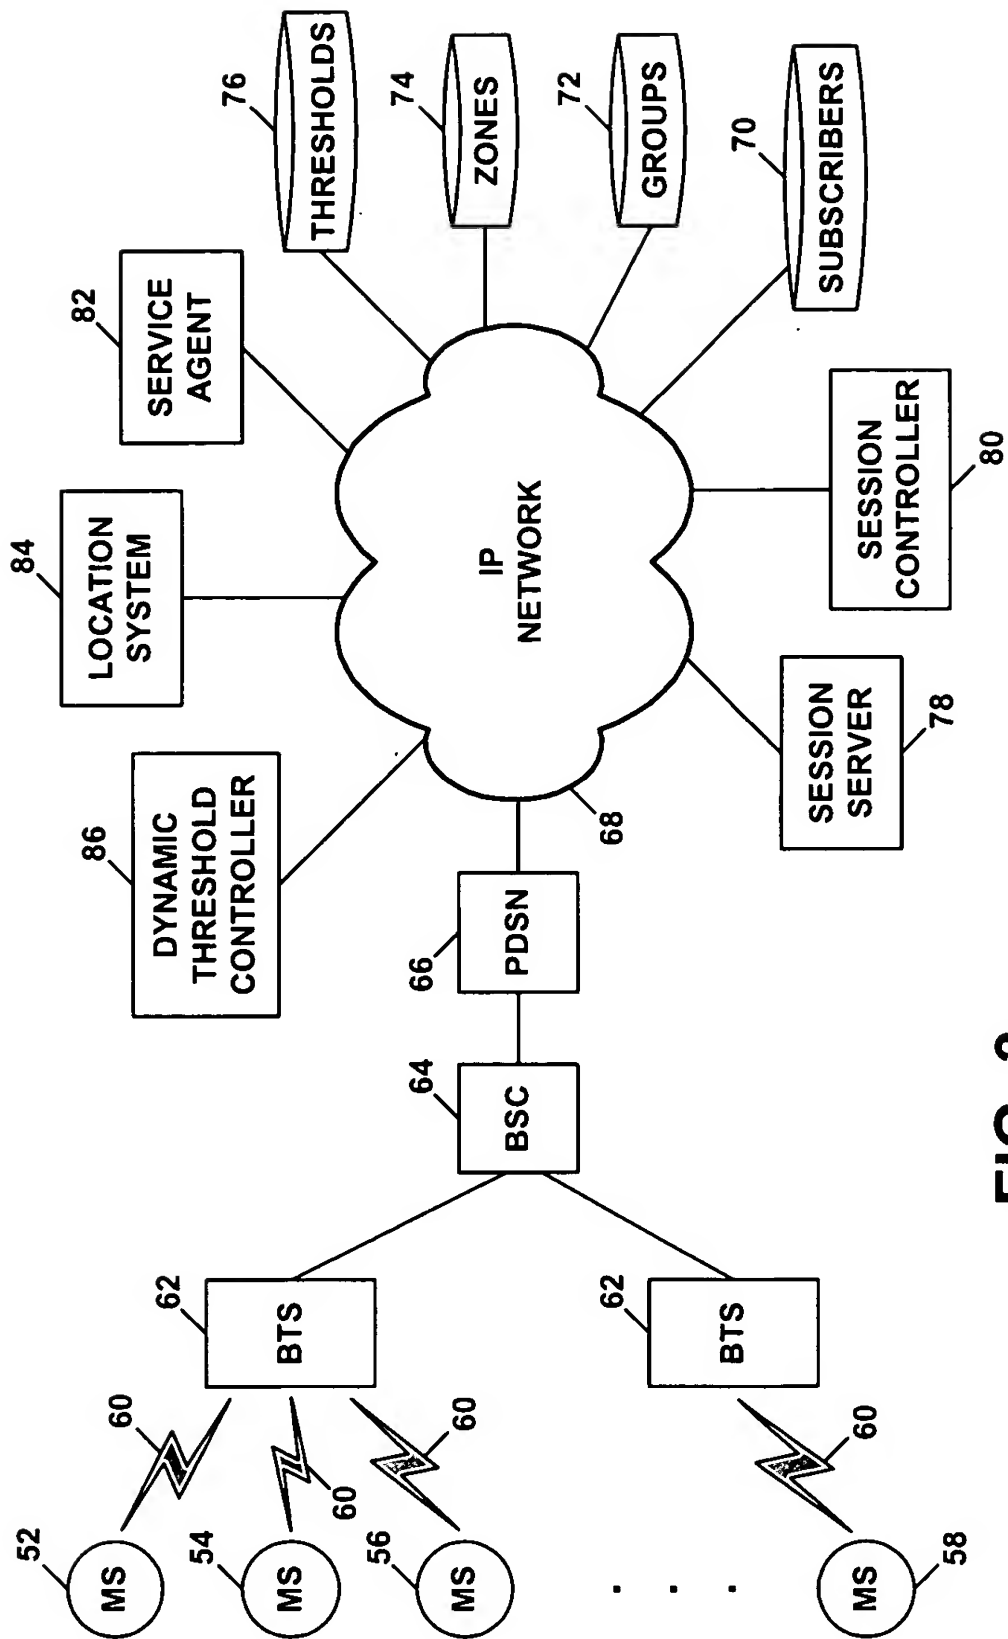 52
MS
60
54
MS
60
56
MS
60
58
MS
60
62
BTS
62
BTS
64
BSC
66
PDSN
86
DYNAMIC
THRESHOLD
CONTROLLER
84
LOCATION
SYSTEM
82
SERVICE
AGENT
76
THRESHOLDS
74
ZONES
72
GROUPS
70
SUBSCRIBERS
IP
NETWORK
68
SESSION
SERVER
78
SESSION
CONTROLLER
80
FIG.